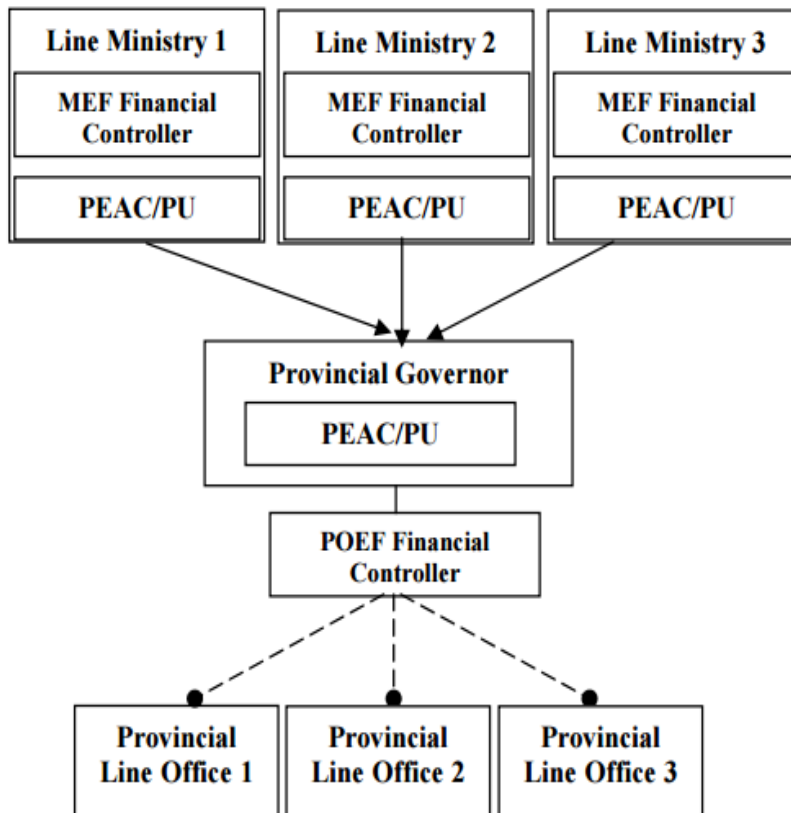 Line Ministry 1
MEF Financial
Controller
PEAC/PU
Line Ministry 2
MEF Financial
Controller
PEAC/PU
Line Ministry 3
MEF Financial
Controller
PEAC/PU
Provincial Governor
PEAC/PU
POEF Financial
Controller
Provincial
Line Office 1
Provincial
Line Office 2
Provincial
Line Office 3